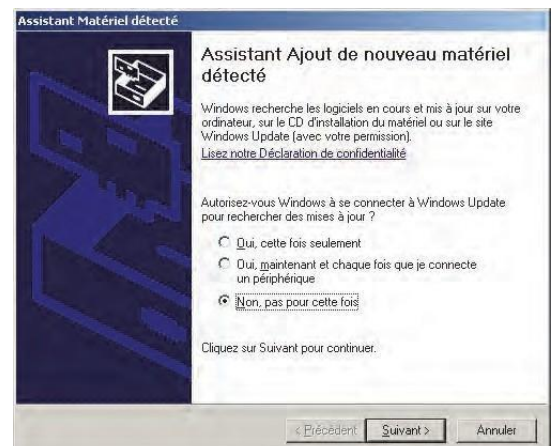 Assistant Matériel détecté
Assistant Ajout de nouveau matériel
détecté
Windows recherche les logiciels en cours et mis à jour sur votre
ordinateur, sur le CD d'installation du matériel ou sur le site
Windows Update (avec votre permission).
Lisez notre Déclaration de confidentialité
Autorisez-vous Windows à se connecter à Windows Update
pour rechercher des mises à jour ?
Oui, cette fois seulement
Oui, maintenant et chaque fois que je connecte
un périphérique
Non, pas pour cette fois
Cliquez sur Suivant pour continuer.
< Précédent Suivant > Annuler